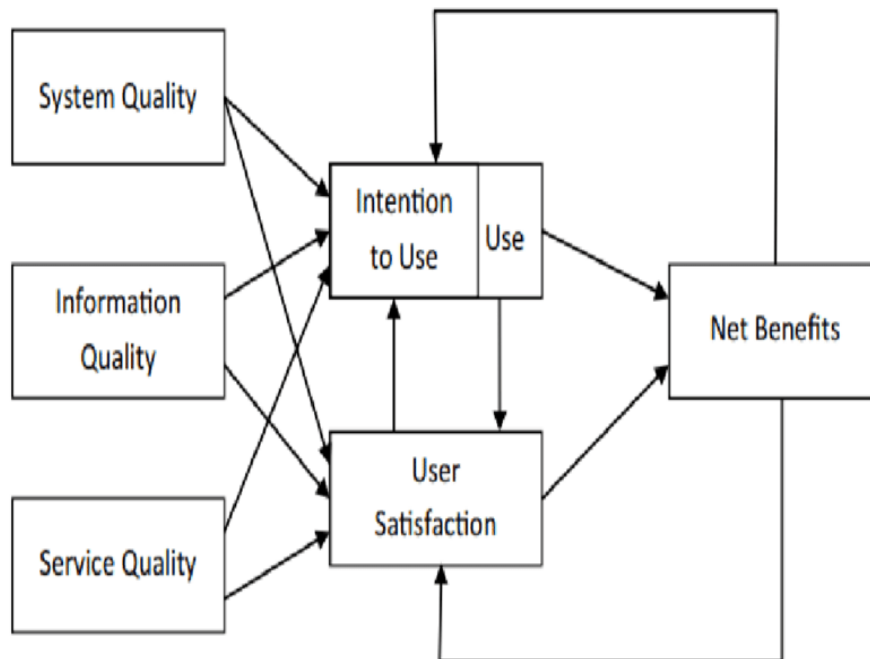 System Quality
Intention
to Use
Use
Information
Quality
Net Benefits
User
Satisfaction
Service Quality